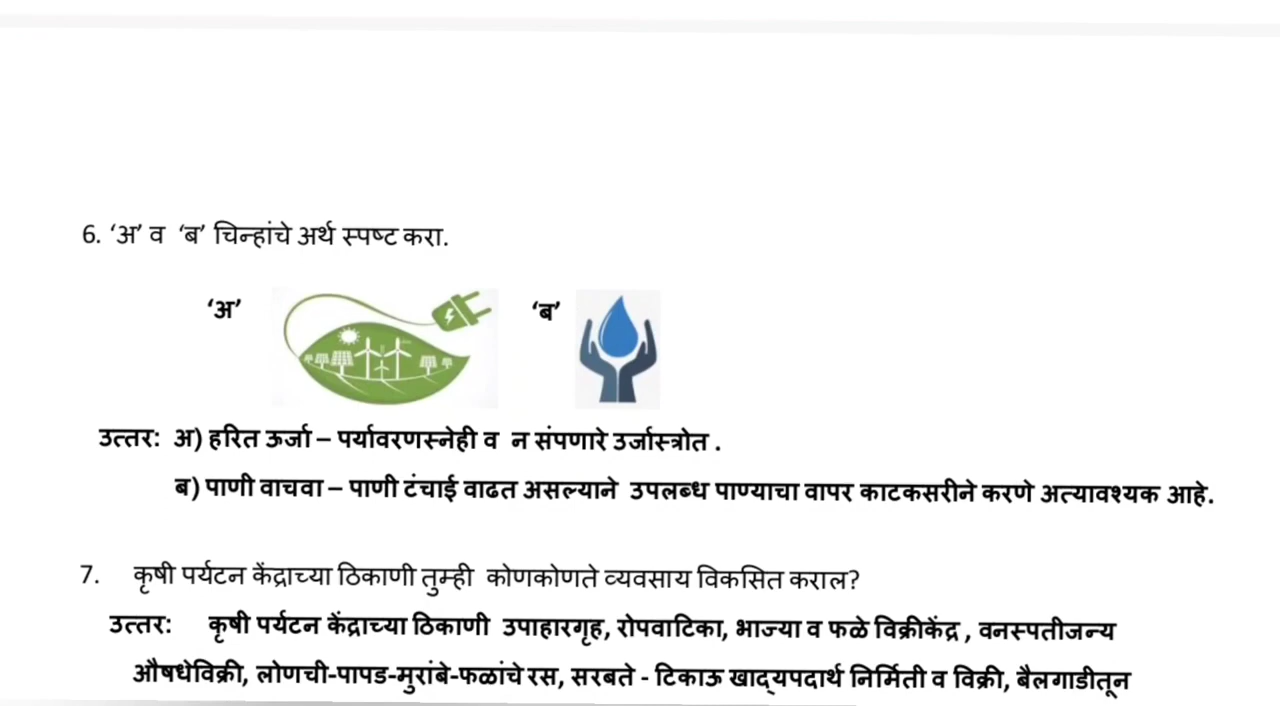 6. ‘अ’ व ‘ब’ चिन्हांचे अर्थ स्पष्ट करा.
‘अ’ ‘ब’
उत्तर: अ) हरित ऊर्जा – पर्यावरणस्नेही व न संपणारे उर्जास्त्रोत .
ब) पाणी वाचवा – पाणी टंचाई वाढत असल्याने उपलब्ध पाण्याचा वापर काटकसरीने करणे अत्यावश्यक आहे.
7. कृषी पर्यटन केंद्राच्या ठिकाणी तुम्ही कोणकोणते व्यवसाय विकसित कराल?
उत्तर: कृषी पर्यटन केंद्राच्या ठिकाणी उपाहारगृह, रोपवाटिका, भाज्या व फळे विक्रीकेंद्र , वनस्पतीजन्य
औषधेविक्री, लोणची-पापड-मुरांबे-फळांचे रस, सरबते - टिकाऊ खाद्यपदार्थ निर्मिती व विक्री, बैलगाडीतून